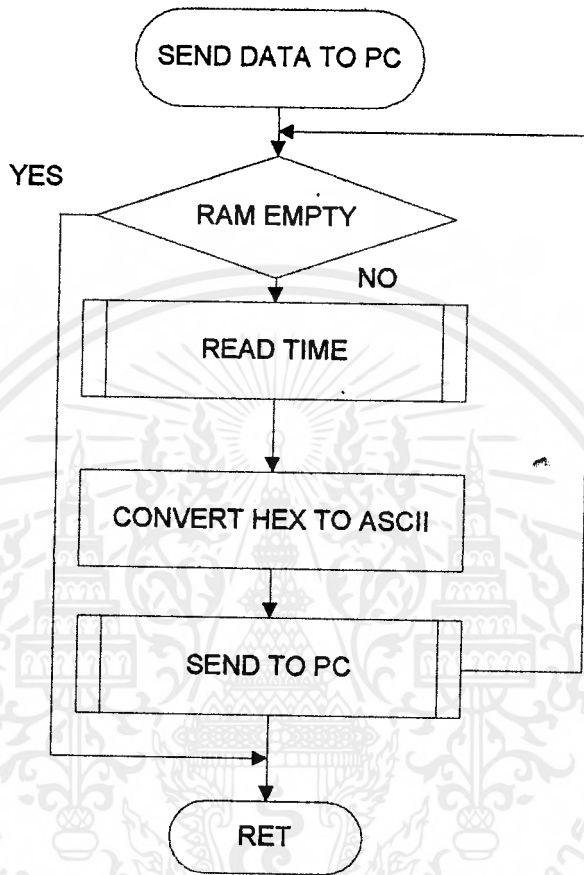 SEND DATA TO PC
YES
RAM EMPTY
NO
READ TIME
CONVERT HEX TO ASCII
SEND TO PC
RET